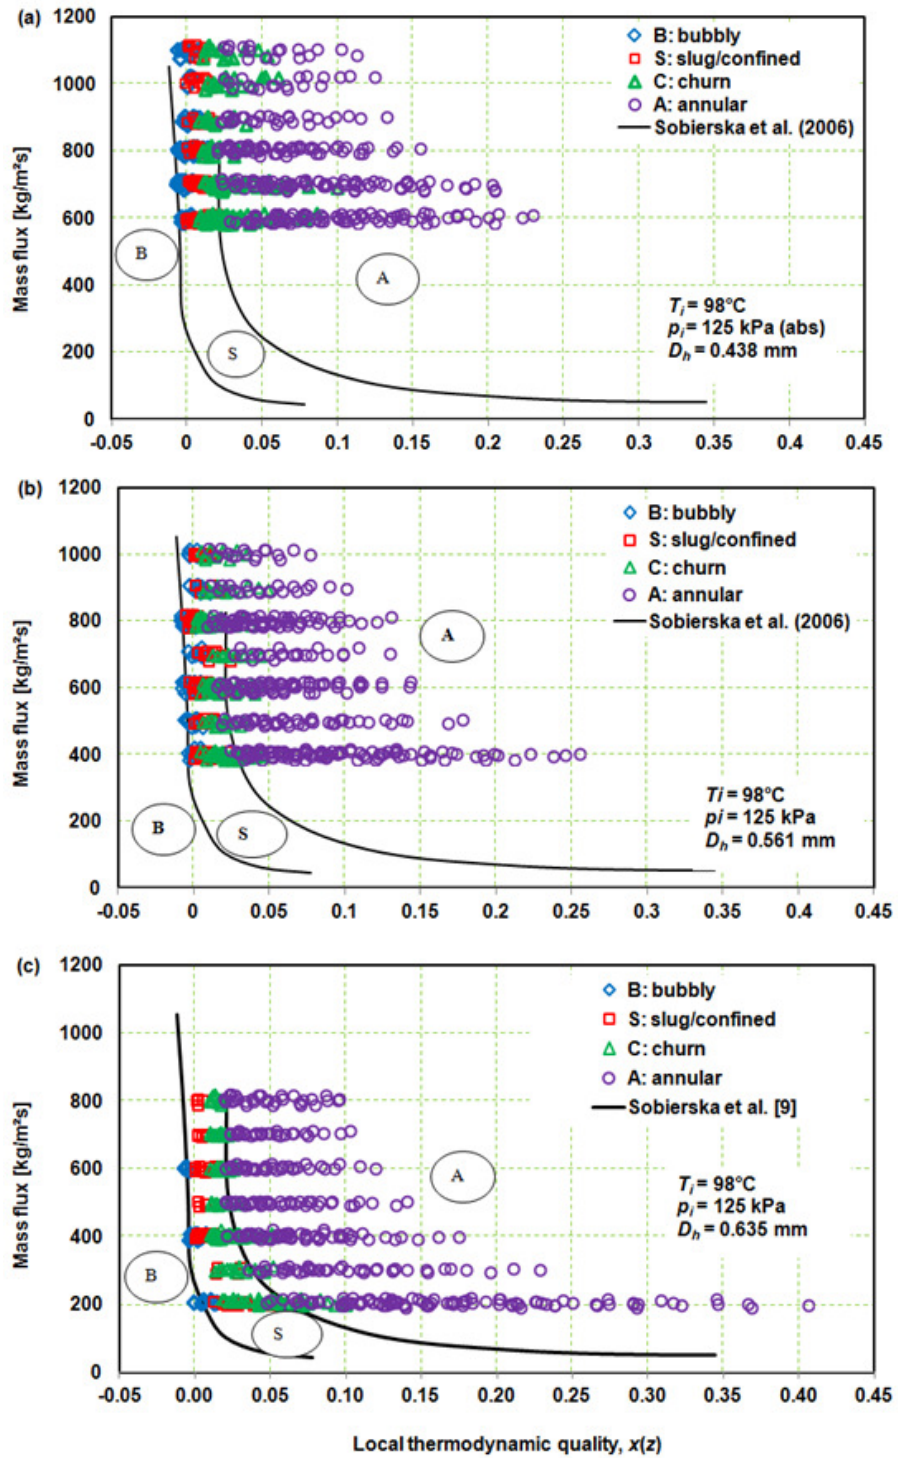 (a)
1200
1000
800
600
400
200
0
Mass flux [kg/m²s]
B: bubbly
S: slug/confined
C: churn
A: annular
Sobierska et al. (2006)
B
A
S
Ti = 98°C
pi = 125 kPa (abs)
Dh = 0.438 mm
-0.05 0 0.05 0.1 0.15 0.2 0.25 0.3 0.35 0.4 0.45
(b)
1200
1000
800
600
400
200
0
Mass flux [kg/m²s]
B: bubbly
S: slug/confined
C: churn
A: annular
Sobierska et al. (2006)
A
B
S
Ti = 98°C
pi = 125 kPa
Dh = 0.561 mm
-0.05 0 0.05 0.1 0.15 0.2 0.25 0.3 0.35 0.4 0.45
(c)
1200
1000
800
600
400
200
0
Mass flux [kg/m²s]
B: bubbly
S: slug/confined
C: churn
A: annular
Sobierska et al. [9]
A
B
S
Ti = 98°C
pi = 125 kPa
Dh = 0.635 mm
-0.05 0.00 0.05 0.10 0.15 0.20 0.25 0.30 0.35 0.40 0.45
Local thermodynamic quality, x(z)